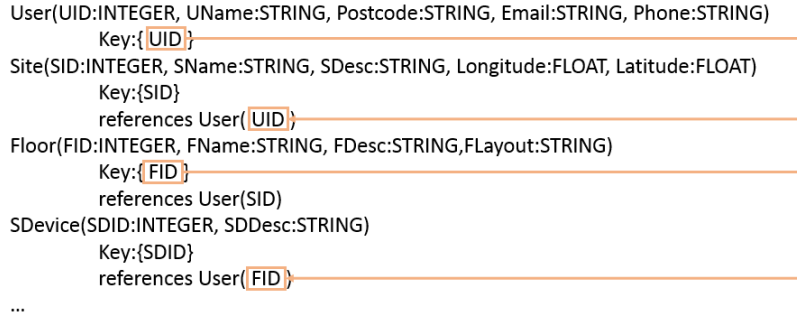 User(UID:INTEGER, UName:STRING, Postcode:STRING, Email:STRING, Phone:STRING)
Key:{UID}
Site(SID:INTEGER, SName:STRING, SDesc:STRING, Longitude:FLOAT, Latitude:FLOAT)
Key:{SID}
references User(UID)
Floor(FID:INTEGER, FName:STRING, FDesc:STRING,FLayout:STRING)
Key:{FID}
references User(SID)
SDevice(SDID:INTEGER, SDDesc:STRING)
Key:{SDID}
references User(FID)
...